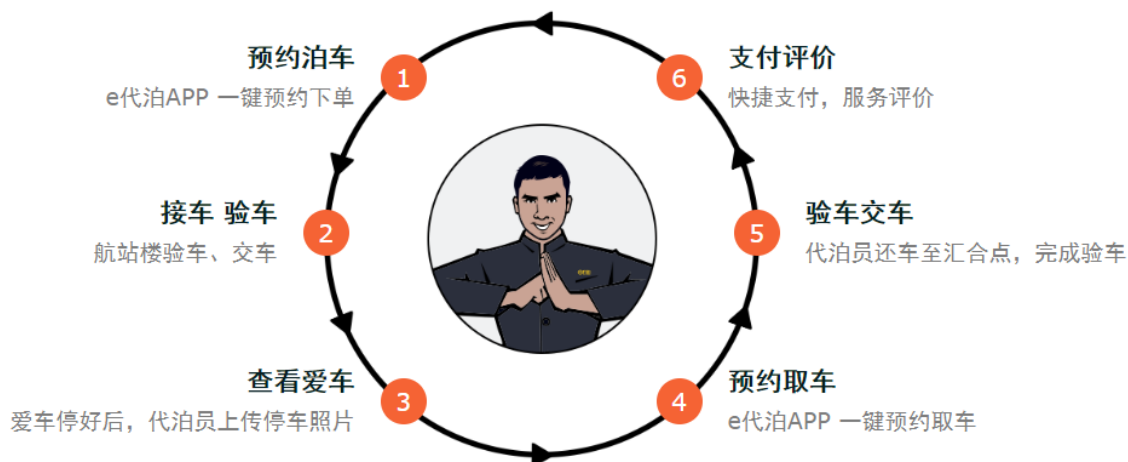 预约泊车
1
e代泊APP 一键预约下单
接车 验车
2
航站楼验车、交车
查看爱车
3
爱车停好后，代泊员上传停车照片
预约取车
4
e代泊APP 一键预约取车
验车交车
5
代泊员还车至汇合点，完成验车
支付评价
6
快捷支付，服务评价